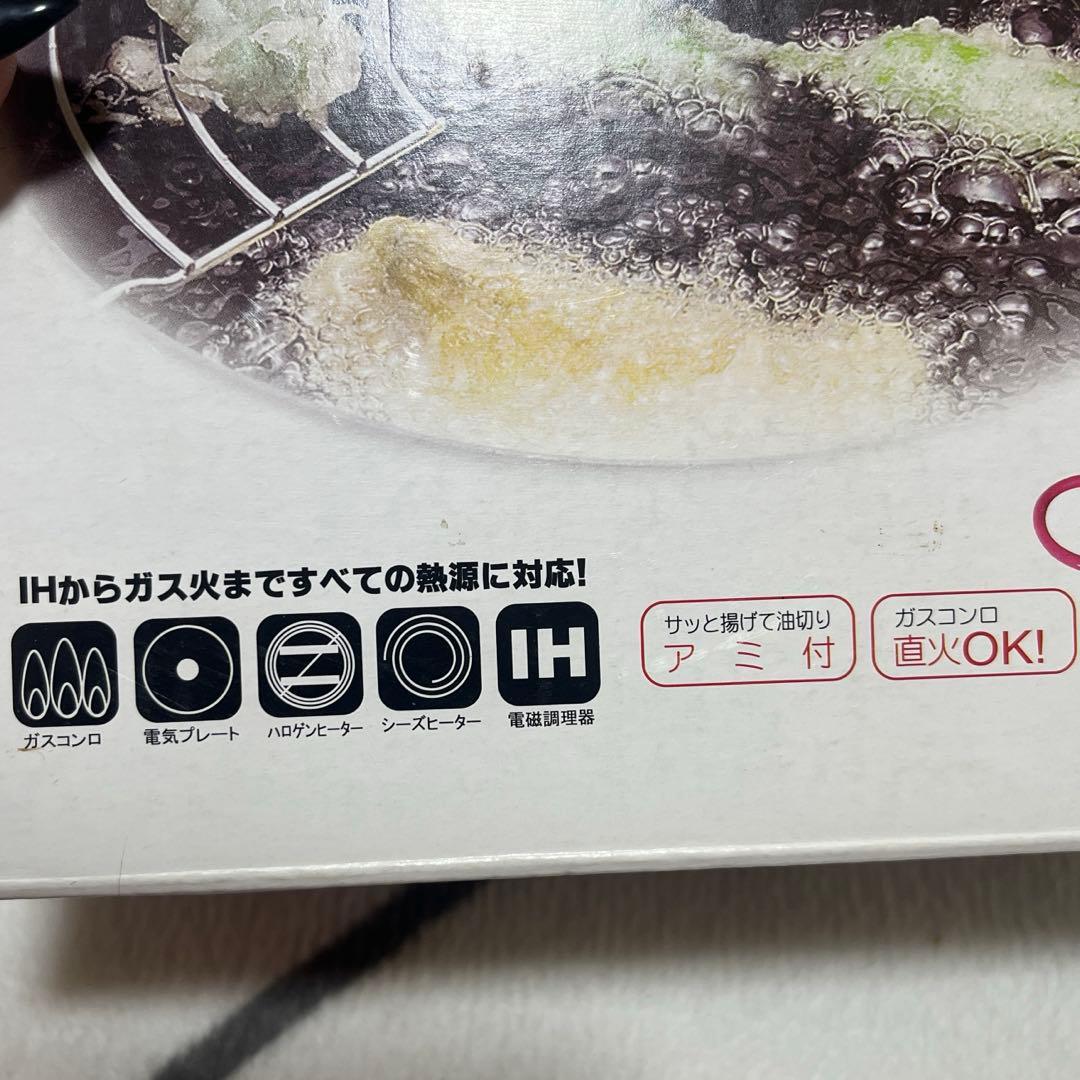 IHからガス火まですべての熱源に対応!
IH
ガスコンロ
電気プレート
ハロゲンヒーター
シーズヒーター
電磁調理器
サッと揚げて油切り
アミ付
ガスコンロ
直火OK!